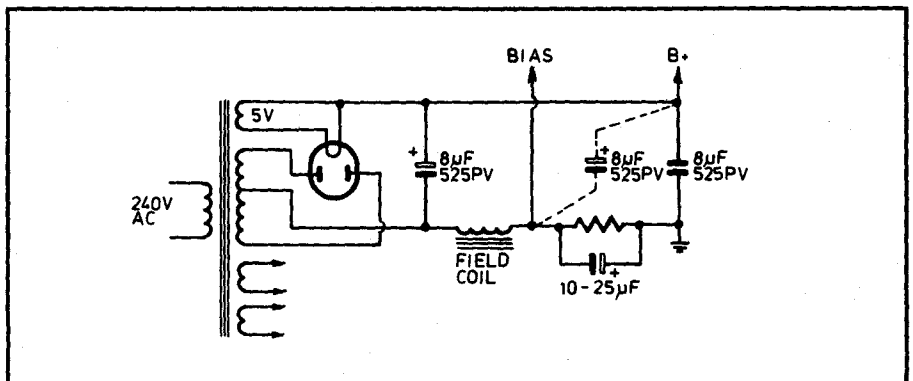 BIAS
B+
5V
+
8µF
525PV
+
8µF
525PV
8µF
525PV
240V
AC
FIELD
COIL
+
10-25µF